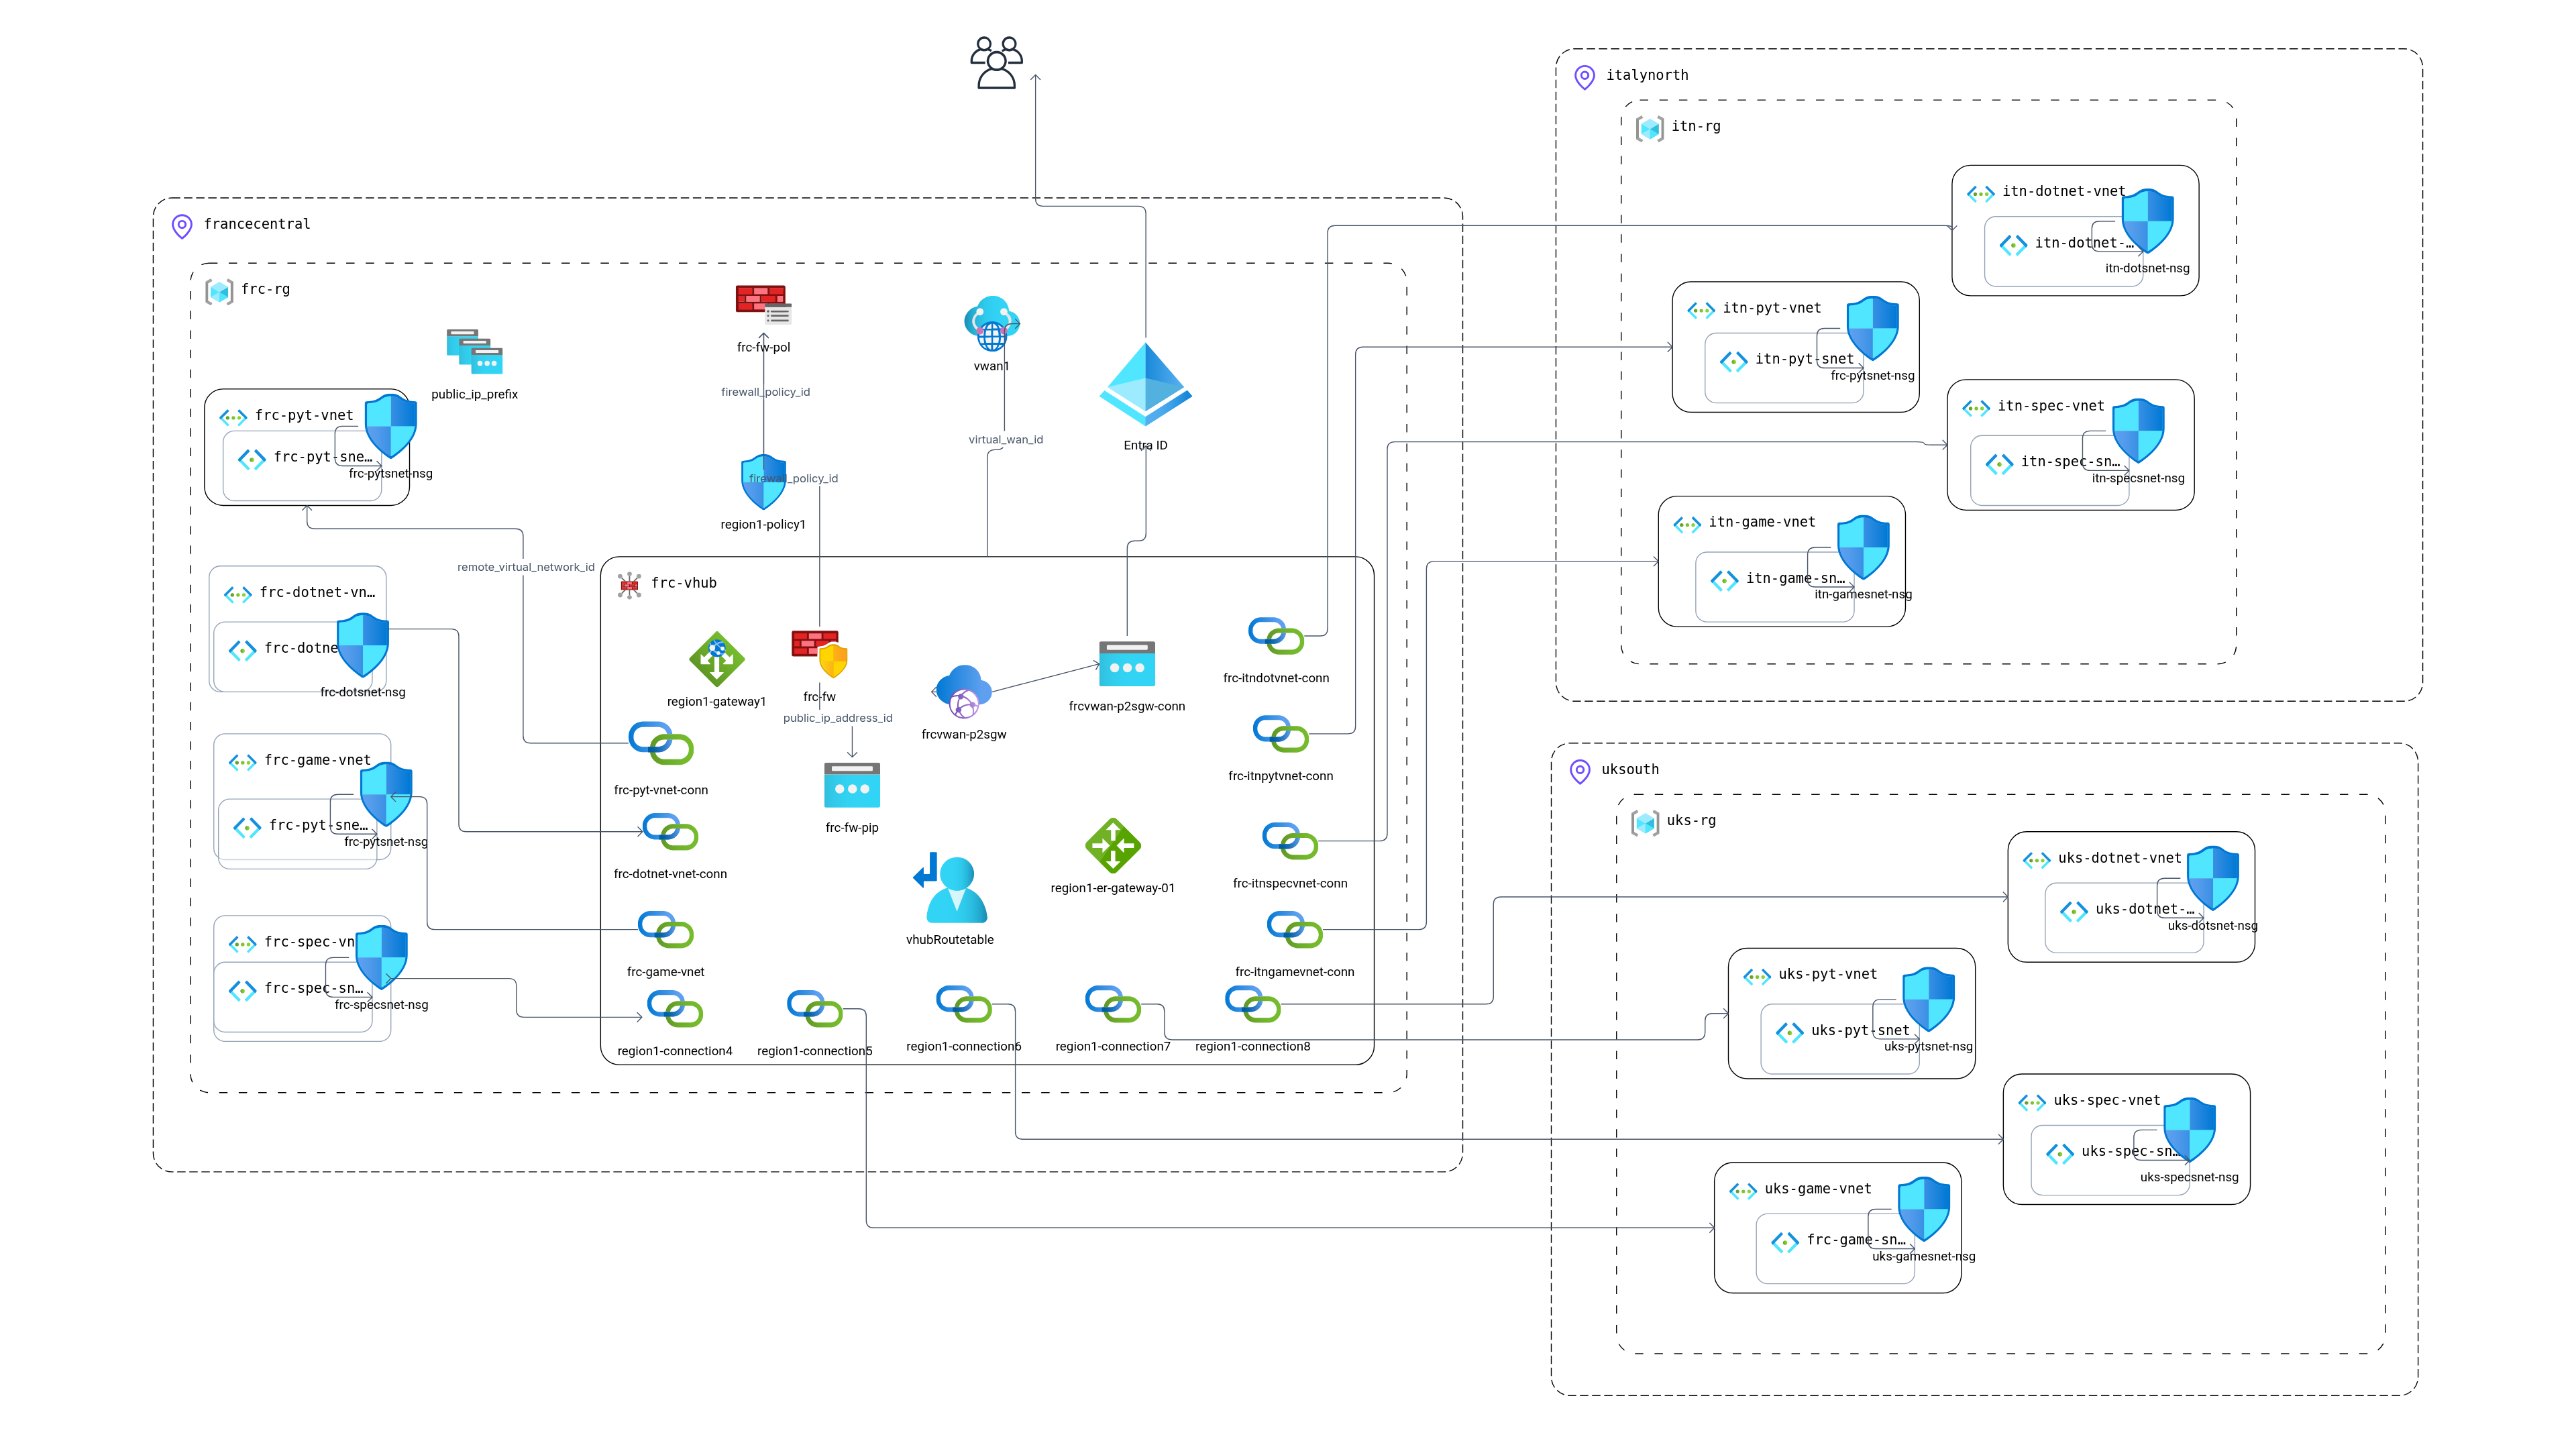 italynorth
itn-rg
itn-dotnet-vnet
itn-dotnet-…
itn-dotsnet-nsg
itn-pyt-vnet
itn-pyt-snet
frc-pytsnet-nsg
itn-spec-vnet
itn-spec-sn…
itn-specsnet-nsg
itn-game-vnet
itn-game-sn…
itn-gamesnet-nsg
francecentral
frc-rg
public_ip_prefix
frc-fw-pol
firewall_policy_id
vwan1
virtual_wan_id
Entra ID
frc-pyt-vnet
frc-pyt-sne…
frc-pytsnet-nsg
firewall_policy_id
region1-policy1
remote_virtual_network_id
frc-dotnet-vn…
frc-dotne
frc-dotsnet-nsg
frc-game-vnet
frc-pyt-sne…
frc-pytsnet-nsg
frc-spec-vn
frc-spec-sn…
frc-specsnet-nsg
frc-vhub
region1-gateway1
frc-fw
public_ip_address_id
frcvwan-p2sgw
frcvwan-p2sgw-conn
frc-itndotvnet-conn
frc-pyt-vnet-conn
frc-fw-pip
frc-itnpytvnet-conn
frc-dotnet-vnet-conn
vhubRoutetable
region1-er-gateway-01
frc-itnspecvnet-conn
frc-game-vnet
frc-itngamevnet-conn
region1-connection4
region1-connection5
region1-connection6
region1-connection7
region1-connection8
uksouth
uks-rg
uks-dotnet-vnet
uks-dotnet-…
uks-dotsnet-nsg
uks-pyt-vnet
uks-pyt-snet
uks-pytsnet-nsg
uks-spec-vnet
uks-spec-sn…
uks-specsnet-nsg
uks-game-vnet
frc-game-sn…
uks-gamesnet-nsg